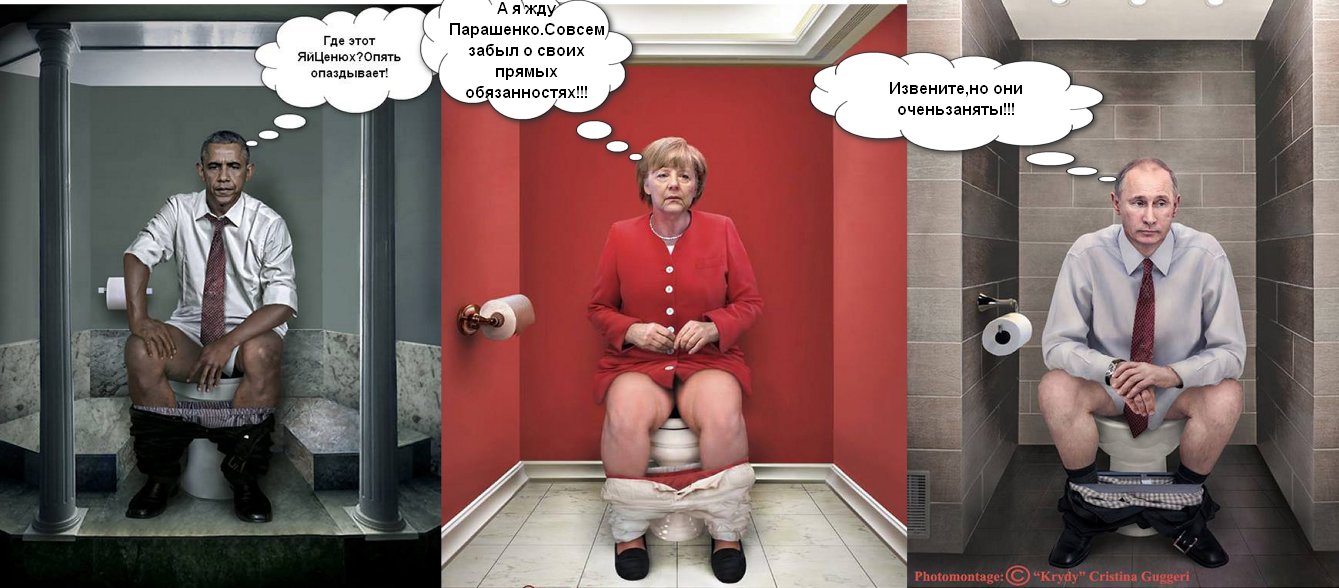 Где этот
ЯйЦенюх?Опять
опаздывает!
А я жду
Парашенко.Совсем
забыл о своих
прямых
обязанностях!!!
Извените,но они
оченьзаняты!!!
Photomontage: © “Krydy” Cristina Guggeri